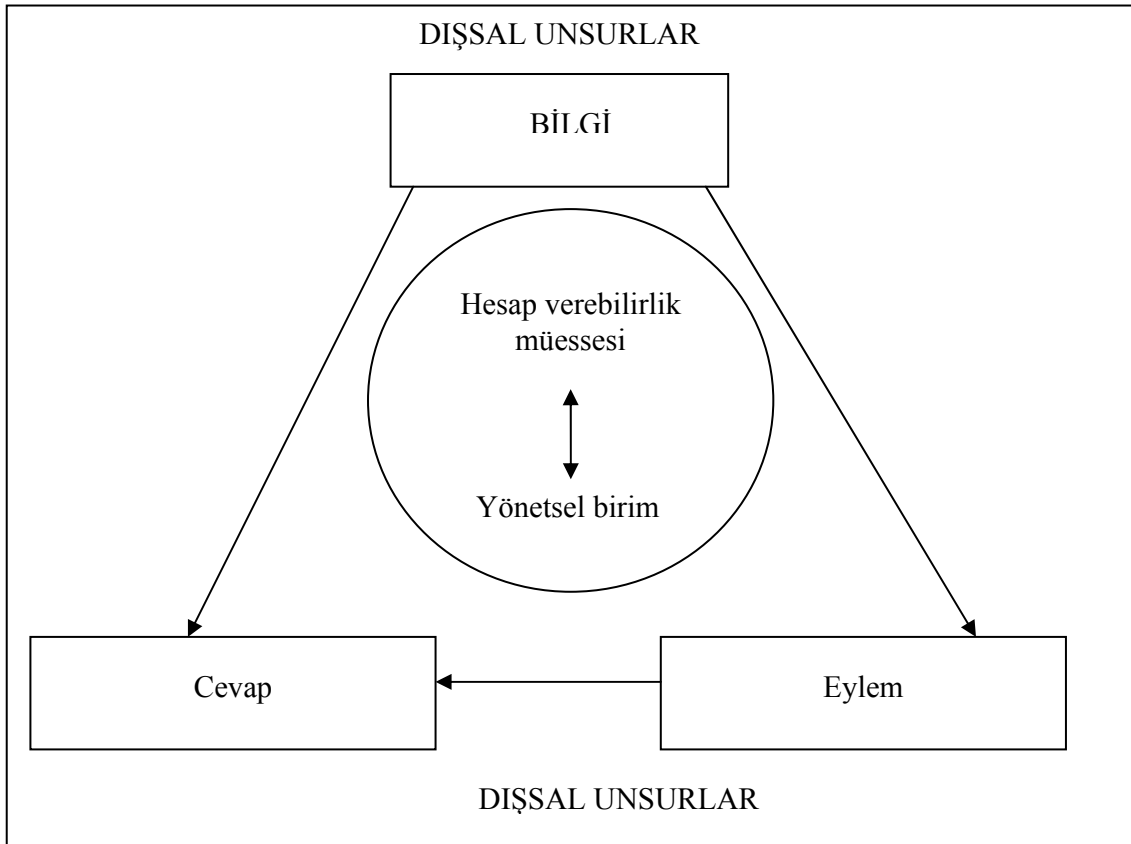 DIŞSAL UNSURLAR
BİLGİ
Hesap verebilirlik
müessesi
Yönetsel birim
Cevap
Eylem
DIŞSAL UNSURLAR